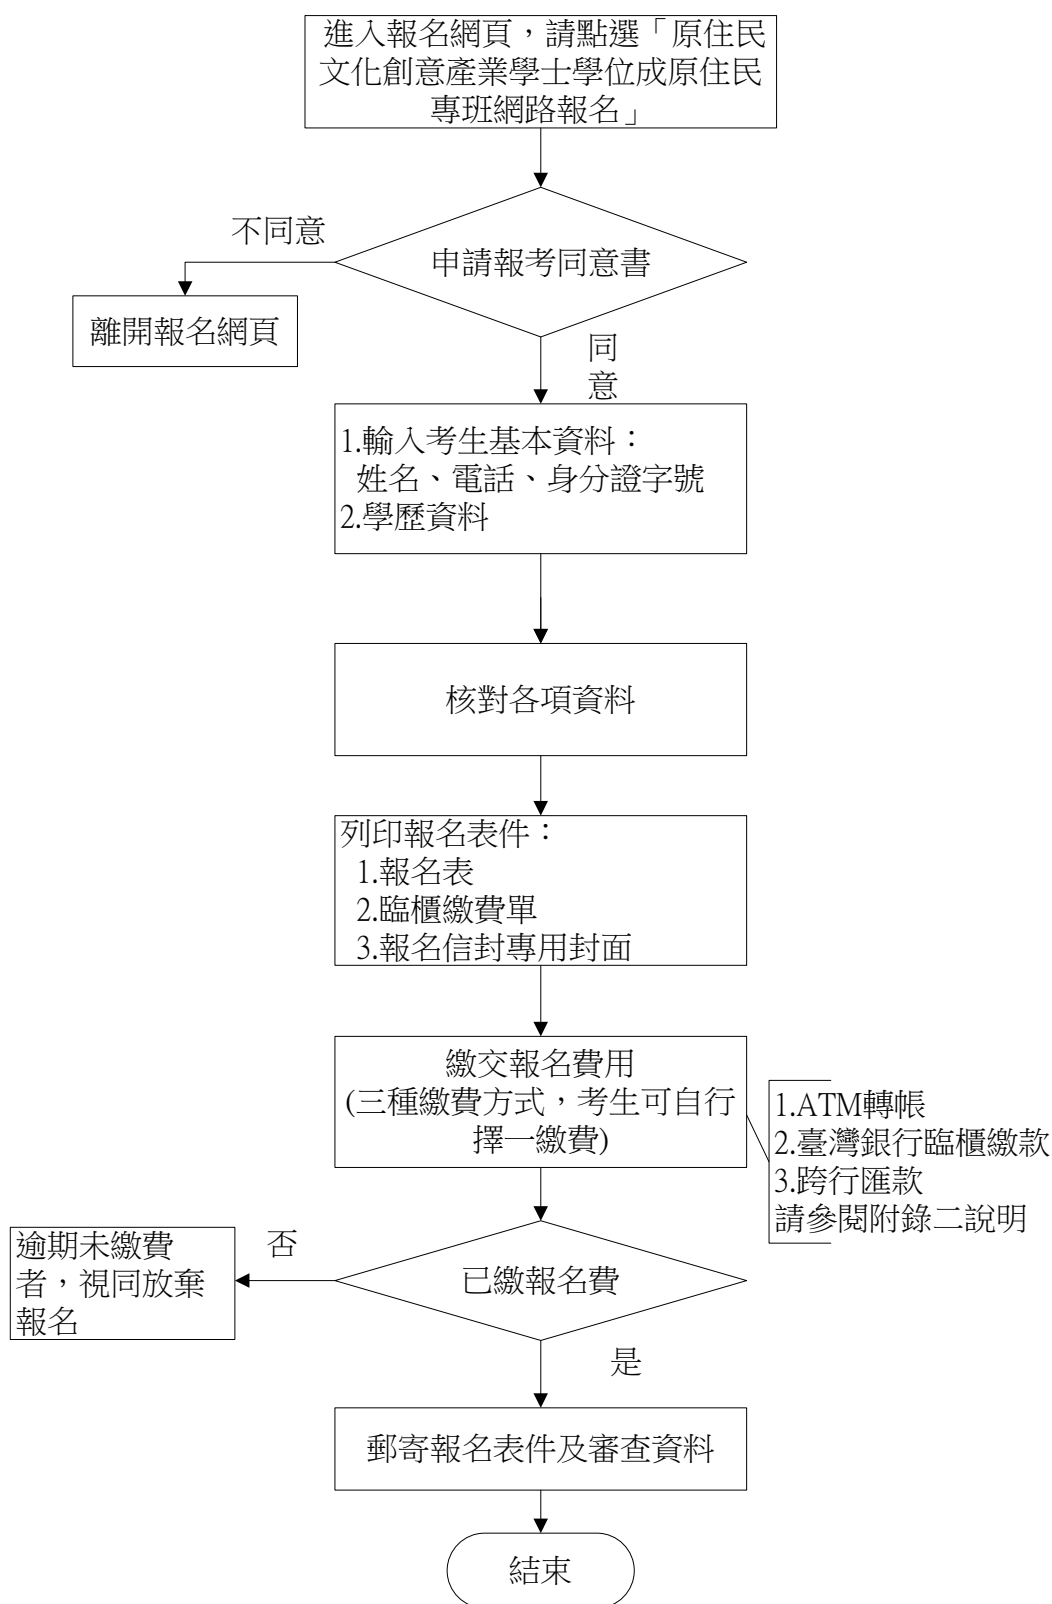 進入報名網頁，請點選「原住民
文化創意產業學士學位成原住民
專班網路報名」
不同意
申請報考同意書
離開報名網頁
同
意
1.輸入考生基本資料：
姓名、電話、身分證字號
2.學歷資料
核對各項資料
列印報名表件：
1.報名表
2.臨櫃繳費單
3.報名信封專用封面
繳交報名費用
(三種繳費方式，考生可自行
擇一繳費)
1.ATM轉帳
2.臺灣銀行臨櫃繳款
3.跨行匯款
請參閱附錄二說明
逾期未繳費
者，視同放棄
報名
否
已繳報名費
是
郵寄報名表件及審查資料
結束